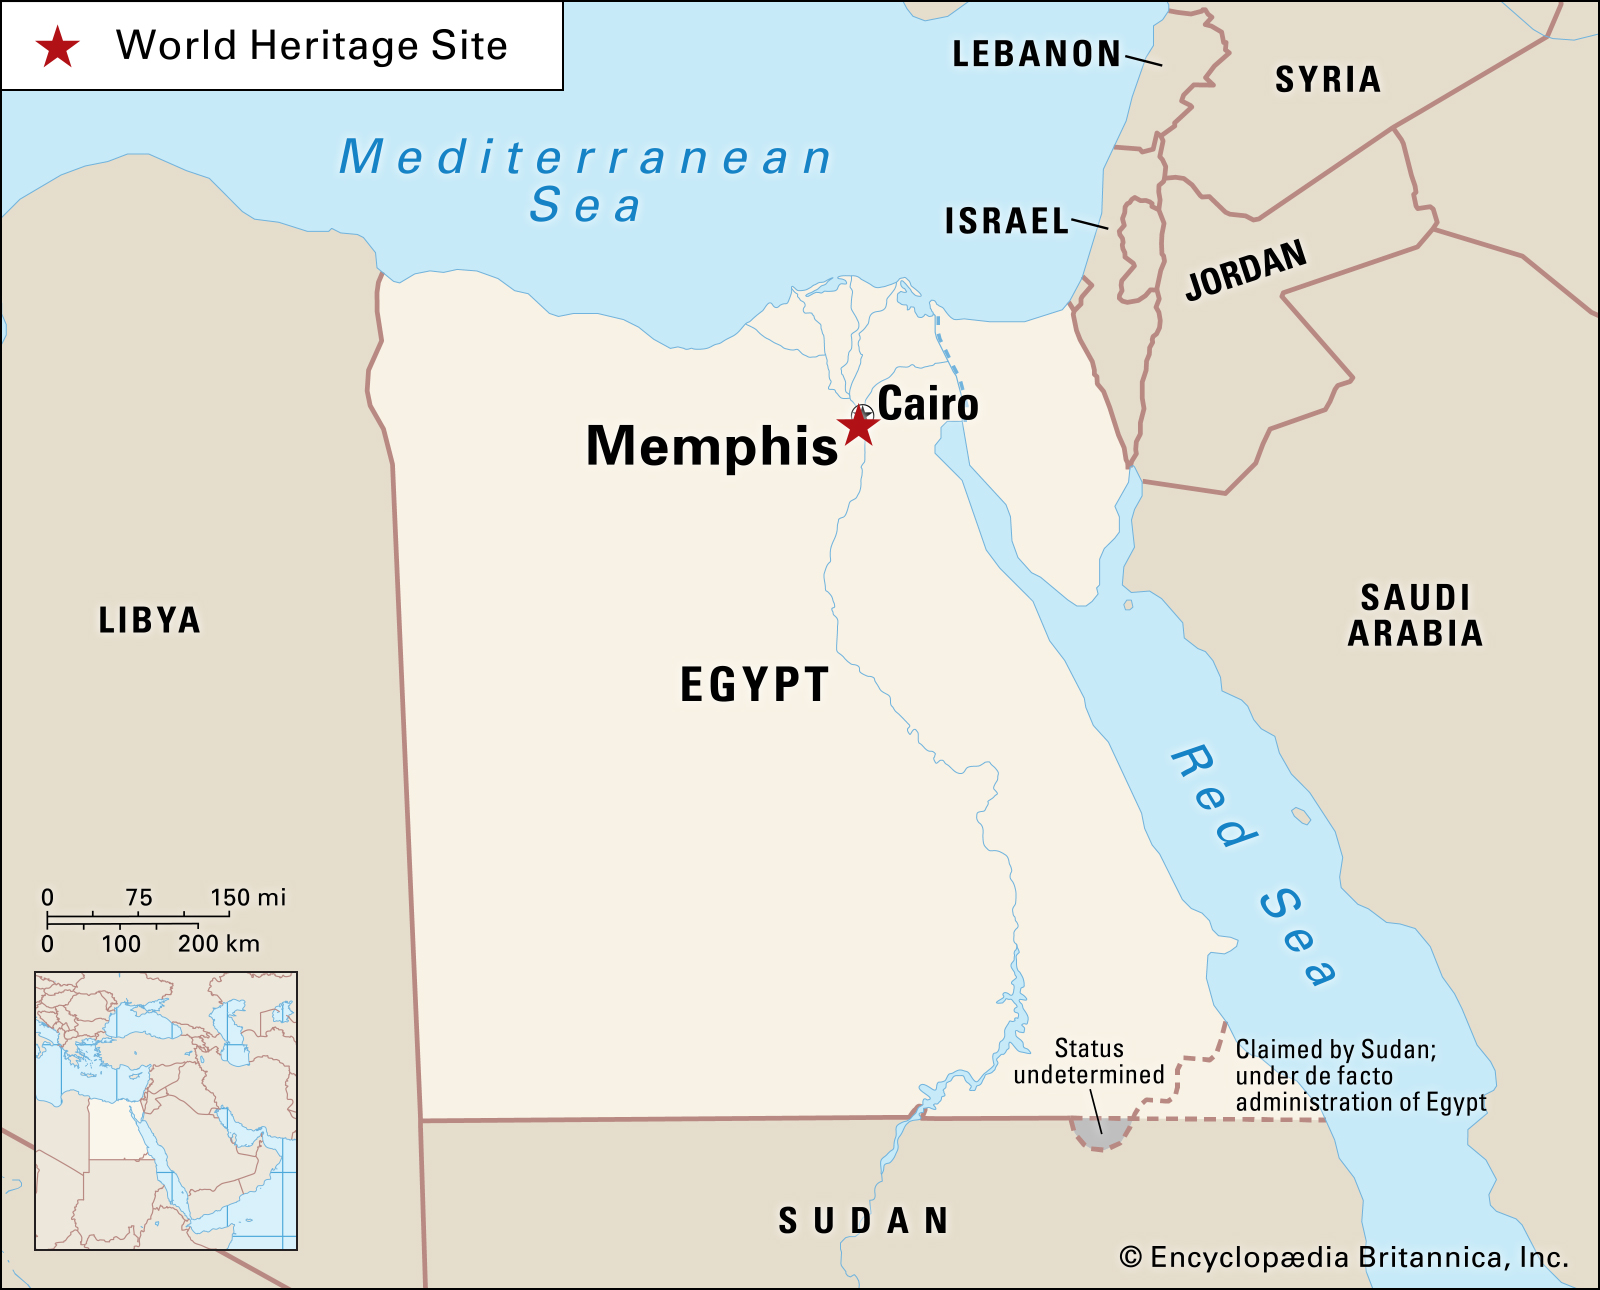 World Heritage Site
LEBANON
SYRIA
Mediterranean
Sea
ISRAEL
JORDAN
Cairo
Memphis
LIBYA
SAUDI
ARABIA
EGYPT
Red Sea
0 75 150 mi
0 100 200 km
Status
undetermined
Claimed by Sudan;
under de facto
administration of Egypt
SUDAN
© Encyclopædia Britannica, Inc.